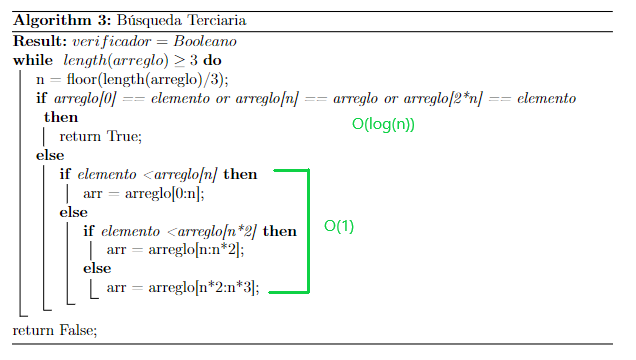 Algorithm 3: Búsqueda Terciaria
Result: verificador = Booleano
while length(arreglo) ≥ 3 do
n = floor(length(arreglo)/3);
if arreglo[0] == elemento or arreglo[n] == arreglo or arreglo[2*n] == elemento
then
O(log(n))
return True;
else
if elemento <arreglo[n] then
arr = arreglo[0:n];
else
O(1)
if elemento <arreglo[n*2] then
arr = arreglo[n:n*2];
else
arr = arreglo[n*2:n*3];
return False;